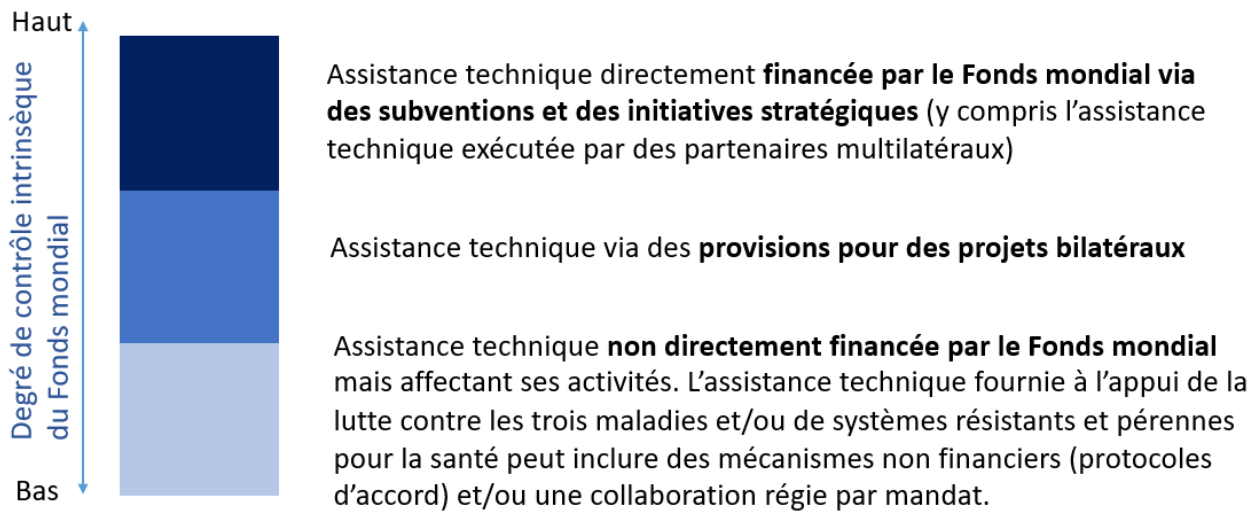 Haut
Degré de contrôle intrinsèque
du Fonds mondial
Bas
Assistance technique directement financée par le Fonds mondial via
des subventions et des initiatives stratégiques (y compris l’assistance
technique exécutée par des partenaires multilatéraux)
Assistance technique via des provisions pour des projets bilatéraux
Assistance technique non directement financée par le Fonds mondial
mais affectant ses activités. L’assistance technique fournie à l’appui de la
lutte contre les trois maladies et/ou de systèmes résistants et pérennes
pour la santé peut inclure des mécanismes non financiers (protocoles
d’accord) et/ou une collaboration régie par mandat.